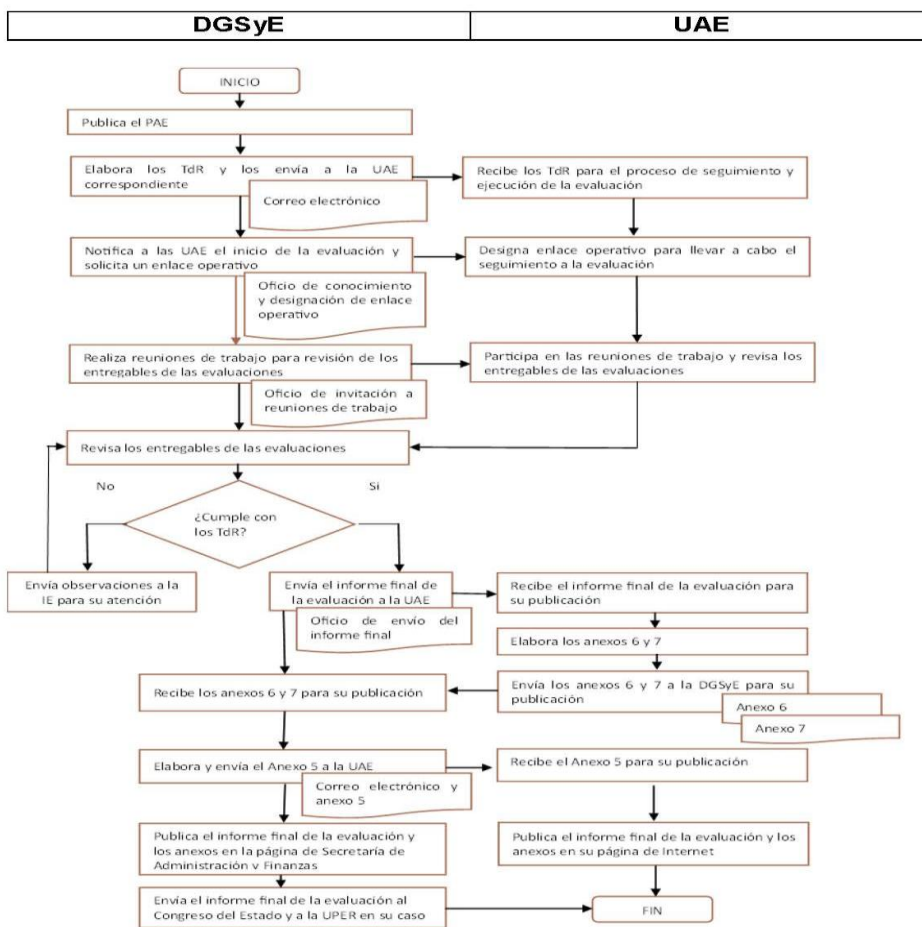 DGSyE
UAE
INICIO
Publica el PAE
Elabora los TdR y los envía a la UAE
correspondiente
Correo electrónico
Recibe los TdR para el proceso de seguimiento y
ejecución de la evaluación
Notifica a las UAE el inicio de la evaluación y
solicita un enlace operativo
Oficio de conocimiento
y designación de enlace
operativo
Designa enlace operativo para llevar a cabo el
seguimiento a la evaluación
Realiza reuniones de trabajo para revisión de los
entregables de las evaluaciones
Oficio de invitación a
reuniones de trabajo
Participa en las reuniones de trabajo y revisa los
entregables de las evaluaciones
Revisa los entregables de las evaluaciones
No
Si
¿Cumple con
los TdR?
Envía observaciones a la
IE para su atención
Envía el informe final de
la evaluación a la UAE
Oficio de envío del
informe final
Recibe el informe final de la evaluación para
su publicación
Elabora los anexos 6 y 7
Envía los anexos 6 y 7 a la DGSyE para su
publicación
Anexo 6
Anexo 7
Recibe los anexos 6 y 7 para su publicación
Elabora y envía el Anexo 5 a la UAE
Correo electrónico y
anexo 5
Recibe el Anexo 5 para su publicación
Publica el informe final de la evaluación y
los anexos en la página de Secretaría de
Administración v Finanzas
Publica el informe final de la evaluación y los
anexos en su página de Internet
Envía el informe final de la evaluación al
Congreso del Estado y a la UPER en su caso
FIN